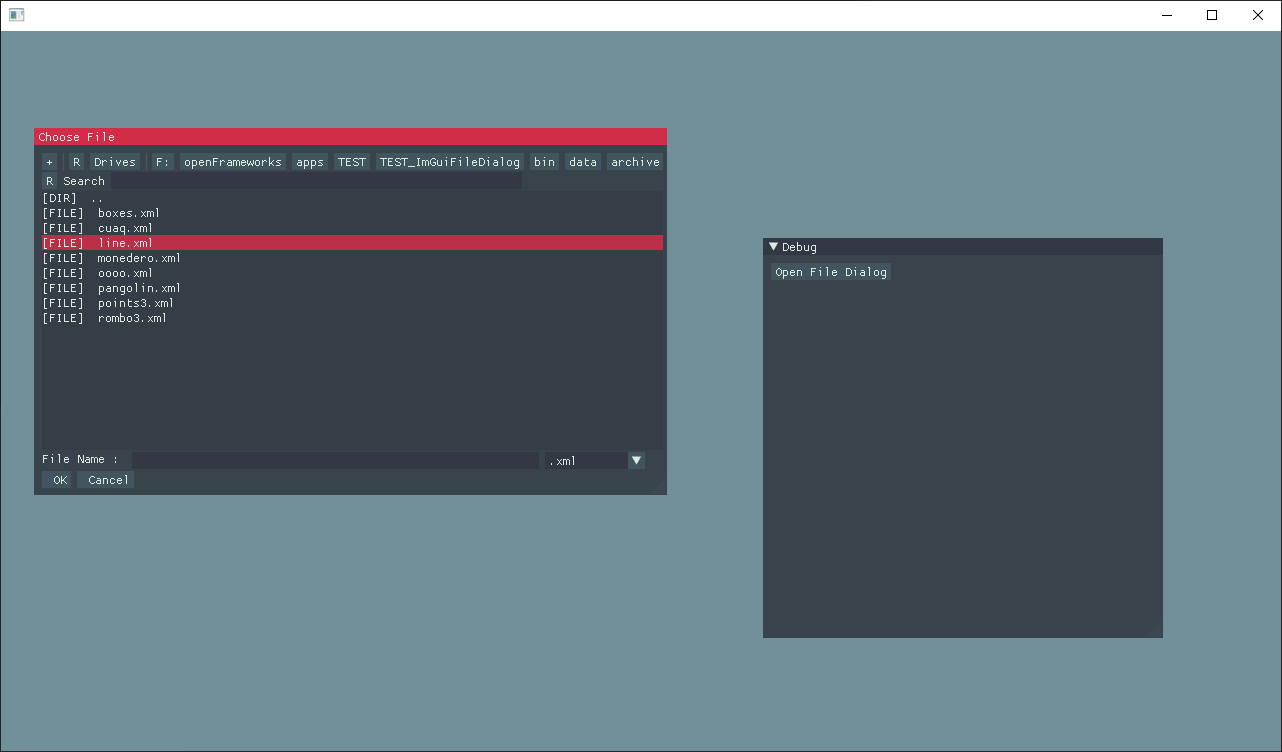 Choose File
+ R Drives F: openFrameworks apps TEST TEST_ImGuiFileDialog bin data archive
R Search
[DIR] ..
[FILE] boxes.xml
[FILE] cuaq.xml
[FILE] line.xml
[FILE] monedero.xml
[FILE] oooo.xml
[FILE] pangolin.xml
[FILE] points3.xml
[FILE] rombo3.xml
File Name : .xml
OK Cancel
Debug
Open File Dialog